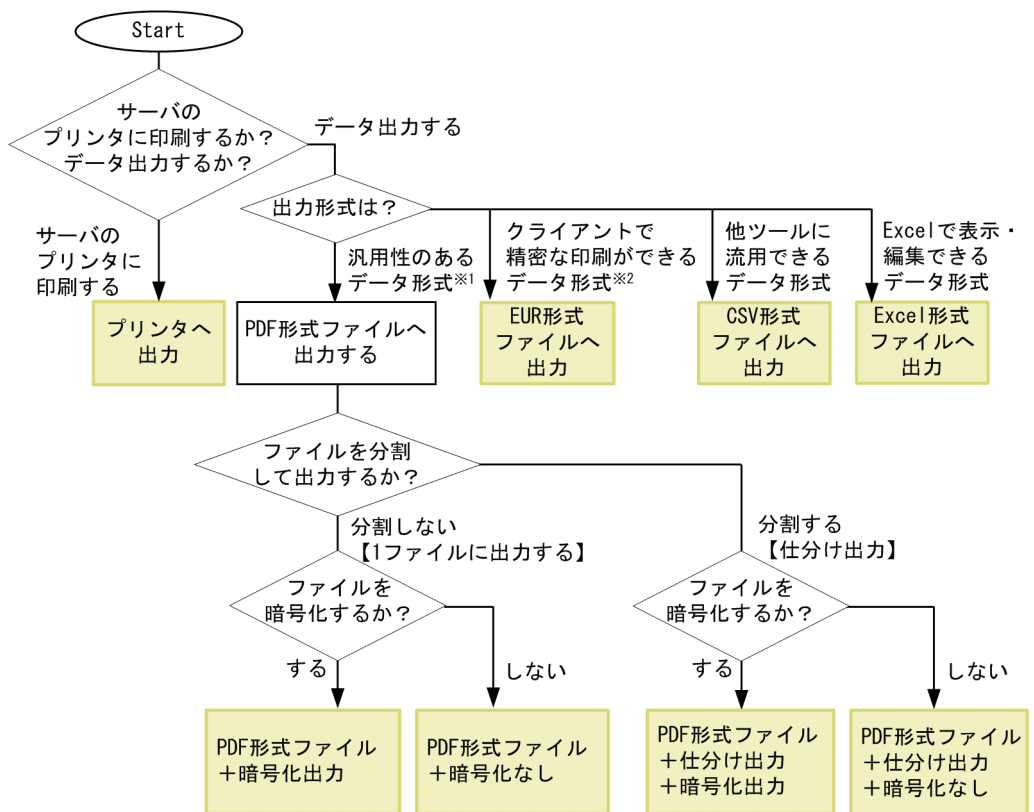 Start
サーバの
プリンタに印刷するか？
データ出力するか？
データ出力する
出力形式は？
サーバの
プリンタに
印刷する
汎用性のある
データ形式※1
クライアントで
精密な印刷ができる
データ形式※2
他ツールに
流用できる
データ形式
Excelで表示・
編集できる
データ形式
プリンタへ
出力
PDF形式ファイルへ
出力する
EUR形式
ファイルへ
出力
CSV形式
ファイルへ
出力
Excel形式
ファイルへ
出力
ファイルを分割
して出力するか？
分割しない
【1ファイルに出力する】
分割する
【仕分け出力】
ファイルを
暗号化するか？
ファイルを
暗号化するか？
する
しない
する
しない
PDF形式ファイル
＋暗号化出力
PDF形式ファイル
＋暗号化なし
PDF形式ファイル
＋仕分け出力
＋暗号化出力
PDF形式ファイル
＋仕分け出力
＋暗号化なし